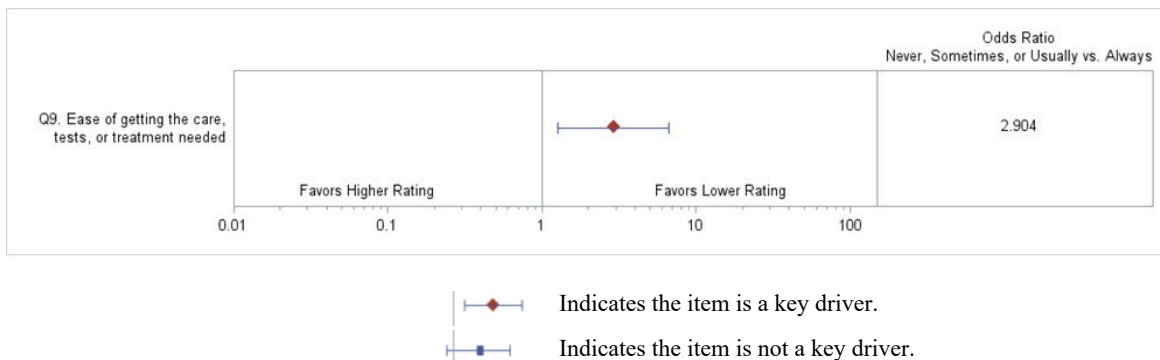 Odds Ratio
Never, Sometimes, or Usually vs. Always
Q9. Ease of getting the care,
tests, or treatment needed
2.904
Favors Higher Rating
Favors Lower Rating
0.01
0.1
1
10
100
Indicates the item is a key driver.
Indicates the item is not a key driver.